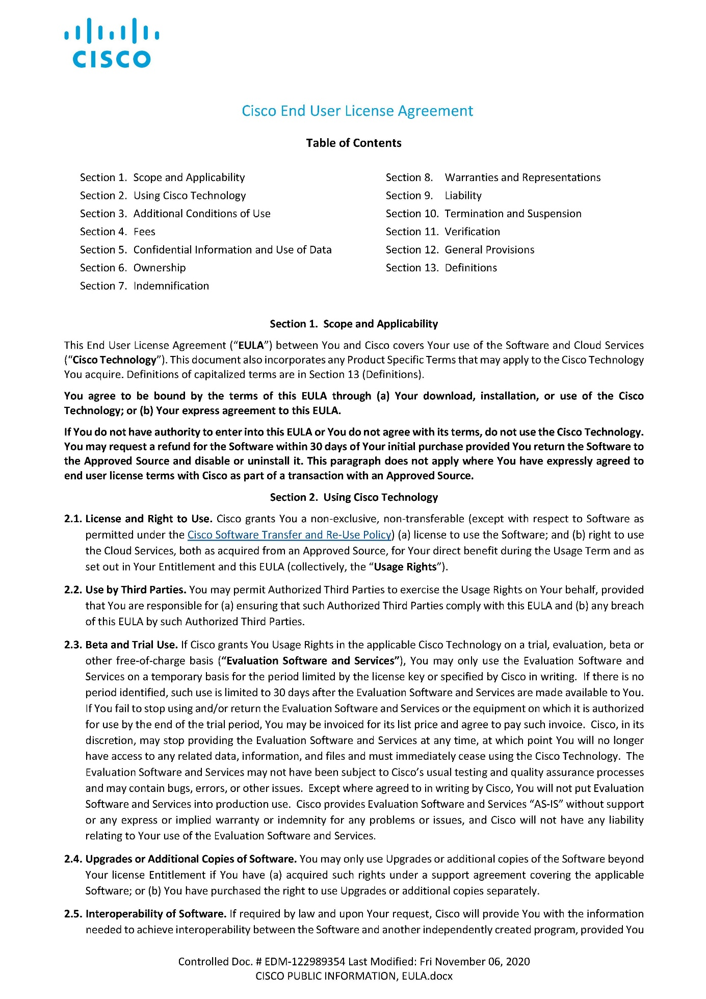 CISCO
Cisco End User License Agreement
Table of Contents
Section 1. Scope and Applicability
Section 2. Using Cisco Technology
Section 3. Additional Conditions of Use
Section 4. Fees
Section 5. Confidential Information and Use of Data
Section 6. Ownership
Section 7. Indemnification
Section 8. Warranties and Representations
Section 9. Liability
Section 10. Termination and Suspension
Section 11. Verification
Section 12. General Provisions
Section 13. Definitions
Section 1. Scope and Applicability
This End User License Agreement (“EULA”) between You and Cisco covers Your use of the Software and Cloud Services
(“Cisco Technology”). This document also incorporates any Product Specific Terms that may apply to the Cisco Technology
You acquire. Definitions of capitalized terms are in Section 13 (Definitions).
You agree to be bound by the terms of this EULA through (a) Your download, installation, or use of the Cisco
Technology; or (b) Your express agreement to this EULA.
If You do not have authority to enter into this EULA or You do not agree with its terms, do not use the Cisco Technology.
You may request a refund for the Software within 30 days of Your initial purchase provided You return the Software to
the Approved Source and disable or uninstall it. This paragraph does not apply where You have expressly agreed to
end user license terms with Cisco as part of a transaction with an Approved Source.
Section 2. Using Cisco Technology
2.1. License and Right to Use. Cisco grants You a non-exclusive, non-transferable (except with respect to Software as
permitted under the Cisco Software Transfer and Re-Use Policy) (a) license to use the Software; and (b) right to use
the Cloud Services, both as acquired from an Approved Source, for Your direct benefit during the Usage Term and as
set out in Your Entitlement and this EULA (collectively, the “Usage Rights”).
2.2. Use by Third Parties. You may permit Authorized Third Parties to exercise the Usage Rights on Your behalf, provided
that You are responsible for (a) ensuring that such Authorized Third Parties comply with this EULA and (b) any breach
of this EULA by such Authorized Third Parties.
2.3. Beta and Trial Use. If Cisco grants You Usage Rights in the applicable Cisco Technology on a trial, evaluation, beta or
other free-of-charge basis (“Evaluation Software and Services”), You may only use the Evaluation Software and
Services on a temporary basis for the period limited by the license key or specified by Cisco in writing. If there is no
period identified, such use is limited to 30 days after the Evaluation Software and Services are made available to You.
If You fail to stop using and/or return the Evaluation Software and Services or the equipment on which it is authorized
for use by the end of the trial period, You may be invoiced for its list price and agree to pay such invoice. Cisco, in its
discretion, may stop providing the Evaluation Software and Services at any time, at which point You will no longer
have access to any related data, information, and files and must immediately cease using the Cisco Technology. The
Evaluation Software and Services may not have been subject to Cisco’s usual testing and quality assurance processes
and may contain bugs, errors, or other issues. Except where agreed to in writing by Cisco, You will not put Evaluation
Software and Services into production use. Cisco provides Evaluation Software and Services “AS-IS” without support
or any express or implied warranty or indemnity for any problems or issues, and Cisco will not have any liability
relating to Your use of the Evaluation Software and Services.
2.4. Upgrades or Additional Copies of Software. You may only use Upgrades or additional copies of the Software beyond
Your license Entitlement if You have (a) acquired such rights under a support agreement covering the applicable
Software; or (b) You have purchased the right to use Upgrades or additional copies separately.
2.5. Interoperability of Software. If required by law and upon Your request, Cisco will provide You with the information
needed to achieve interoperability between the Software and another independently created program, provided You
Controlled Doc. # EDM-122989354 Last Modified: Fri November 06, 2020
CISCO PUBLIC INFORMATION, EULA.docx